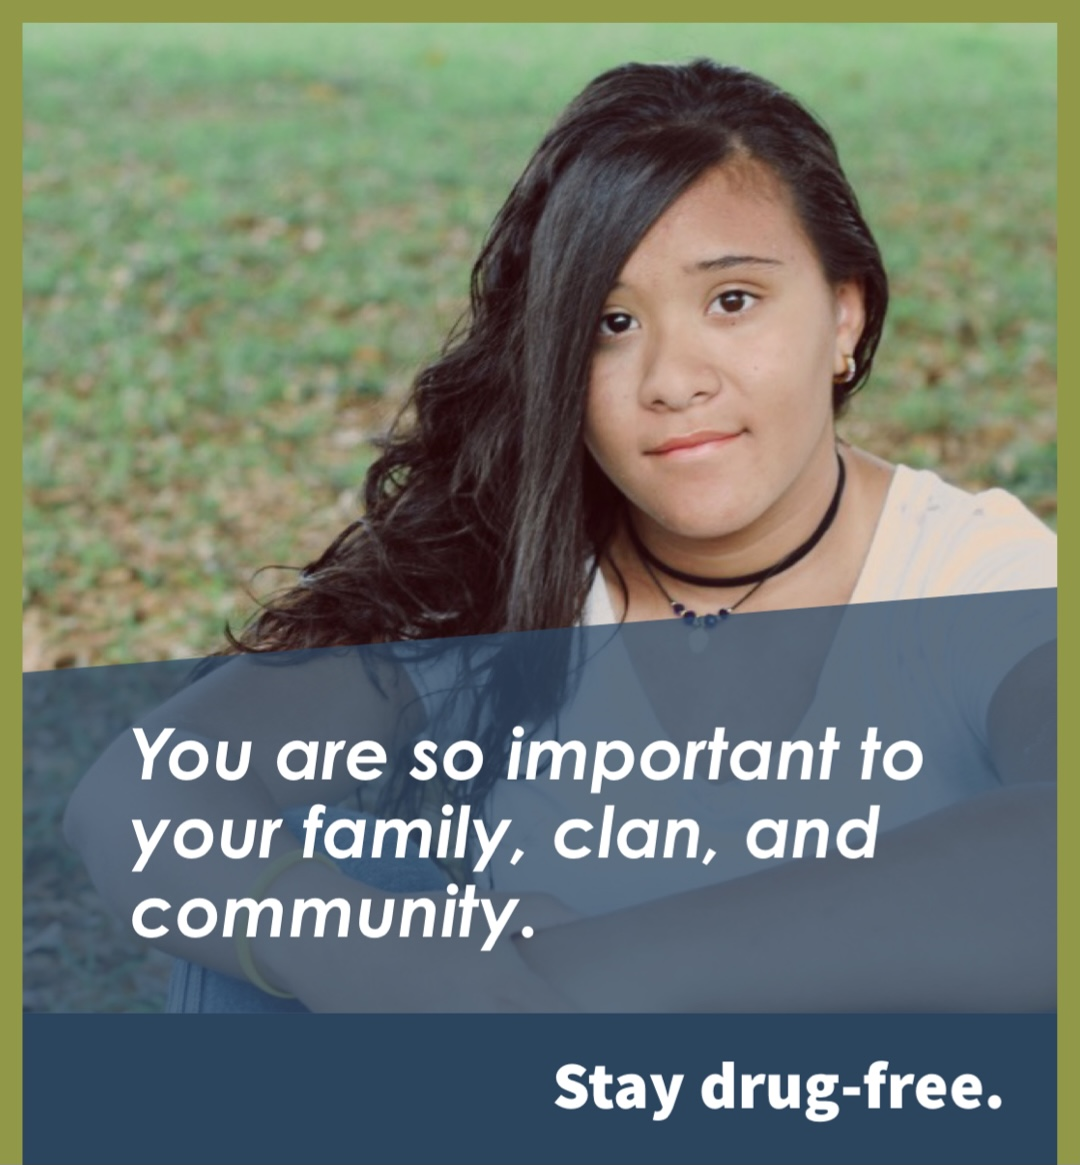 You are so important to
your family, clan, and
community.
Stay drug-free.